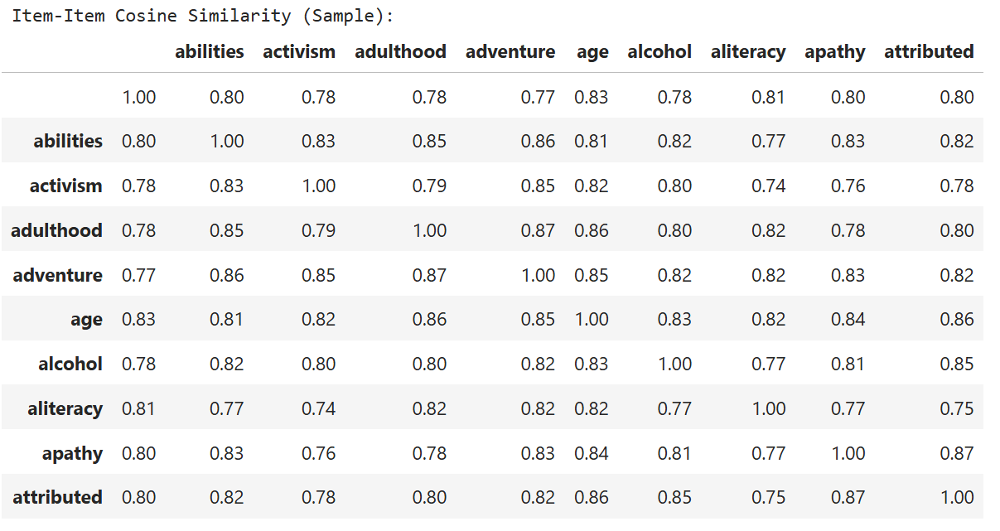 Item-Item Cosine Similarity (Sample):
abilities activism adulthood adventure age alcohol aliteracy apathy attributed
1.00 0.80 0.78 0.78 0.77 0.83 0.78 0.81 0.80 0.80
abilities 0.80 1.00 0.83 0.85 0.86 0.81 0.82 0.77 0.83 0.82
activism 0.78 0.83 1.00 0.79 0.85 0.82 0.80 0.74 0.76 0.78
adulthood 0.78 0.85 0.79 1.00 0.87 0.86 0.80 0.82 0.78 0.80
adventure 0.77 0.86 0.85 0.87 1.00 0.85 0.82 0.82 0.83 0.82
age 0.83 0.81 0.82 0.86 0.85 1.00 0.83 0.82 0.84 0.86
alcohol 0.78 0.82 0.80 0.80 0.82 0.83 1.00 0.77 0.81 0.85
aliteracy 0.81 0.77 0.74 0.82 0.82 0.82 0.77 1.00 0.77 0.75
apathy 0.80 0.83 0.76 0.78 0.83 0.84 0.81 0.77 1.00 0.87
attributed 0.80 0.82 0.78 0.80 0.82 0.86 0.85 0.75 0.87 1.00